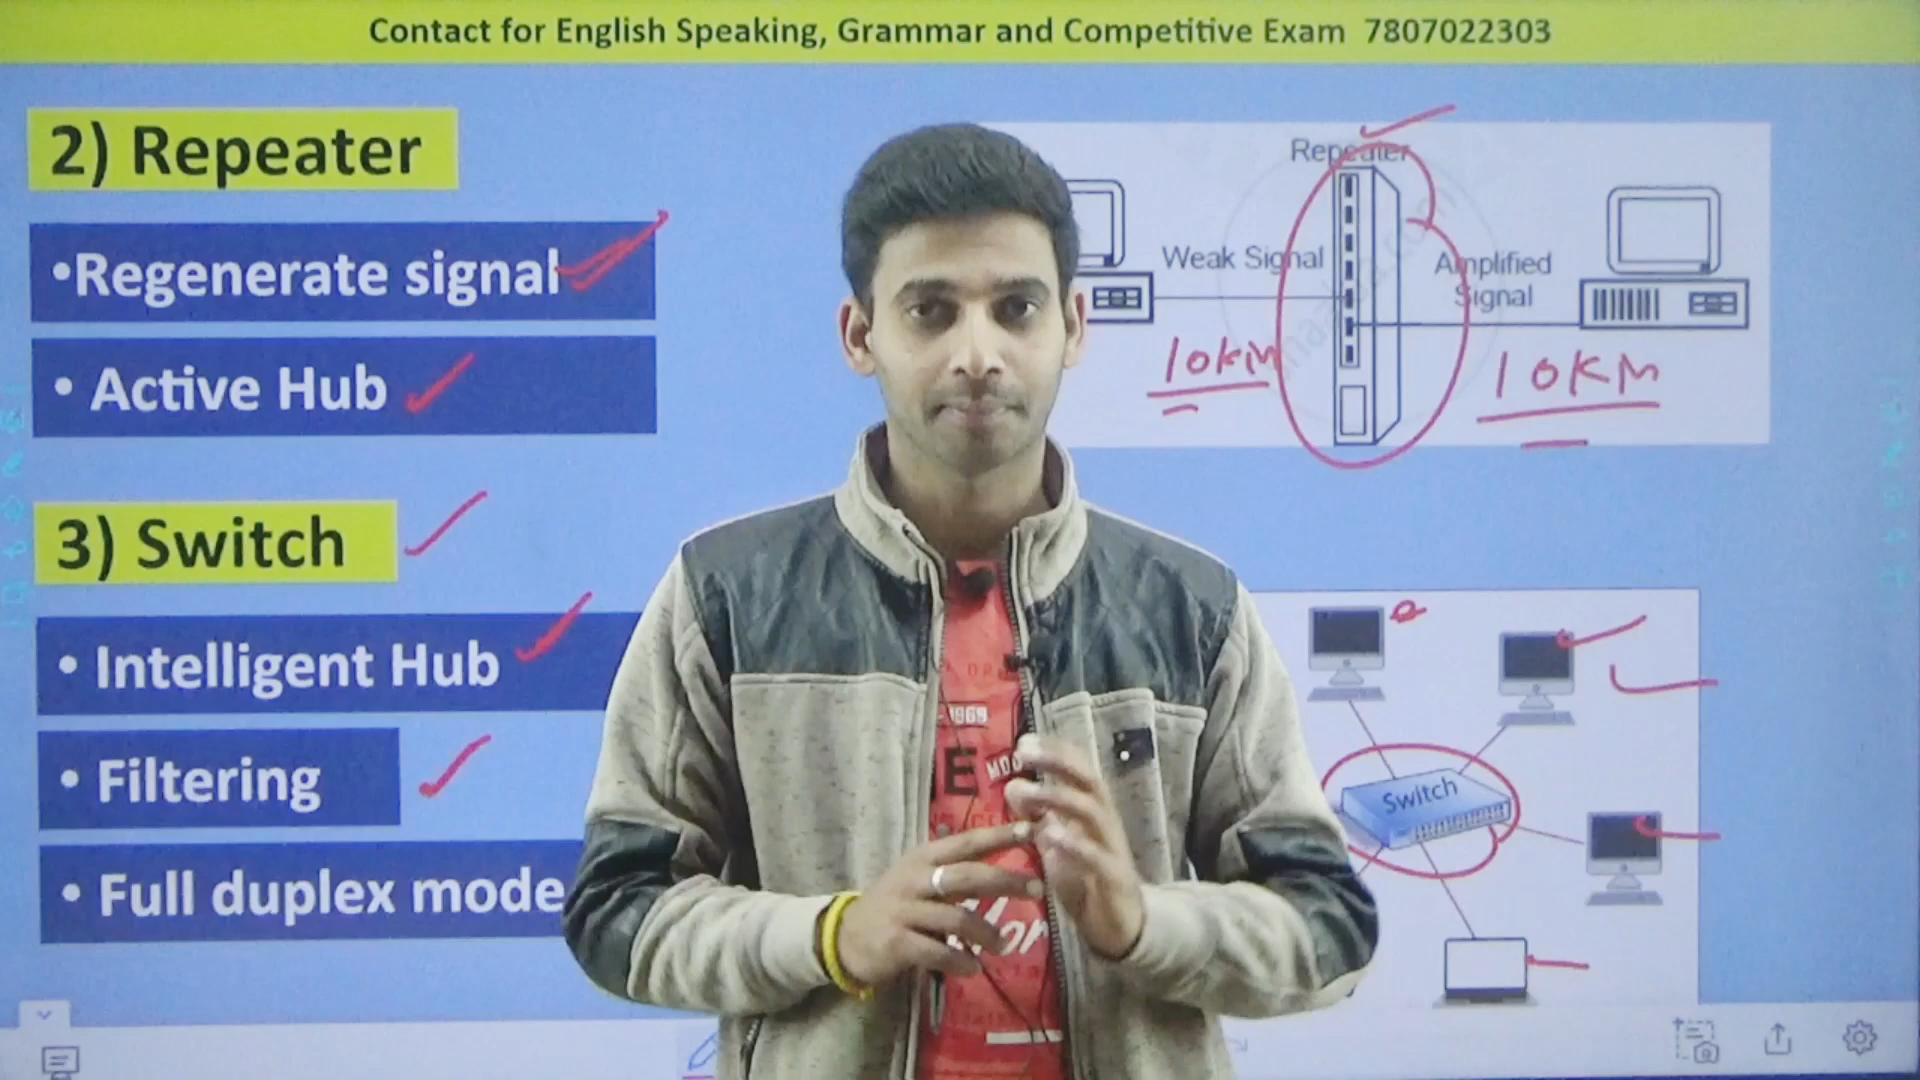 Contact for English Speaking, Grammar and Competitive Exam 7807022303
2) Repeater
•Regenerate signal
• Active Hub
Repeater
Weak Signal
Amplified
Signal
10KM
10KM
3) Switch
• Intelligent Hub
• Filtering
• Full duplex mode
Switch
1969